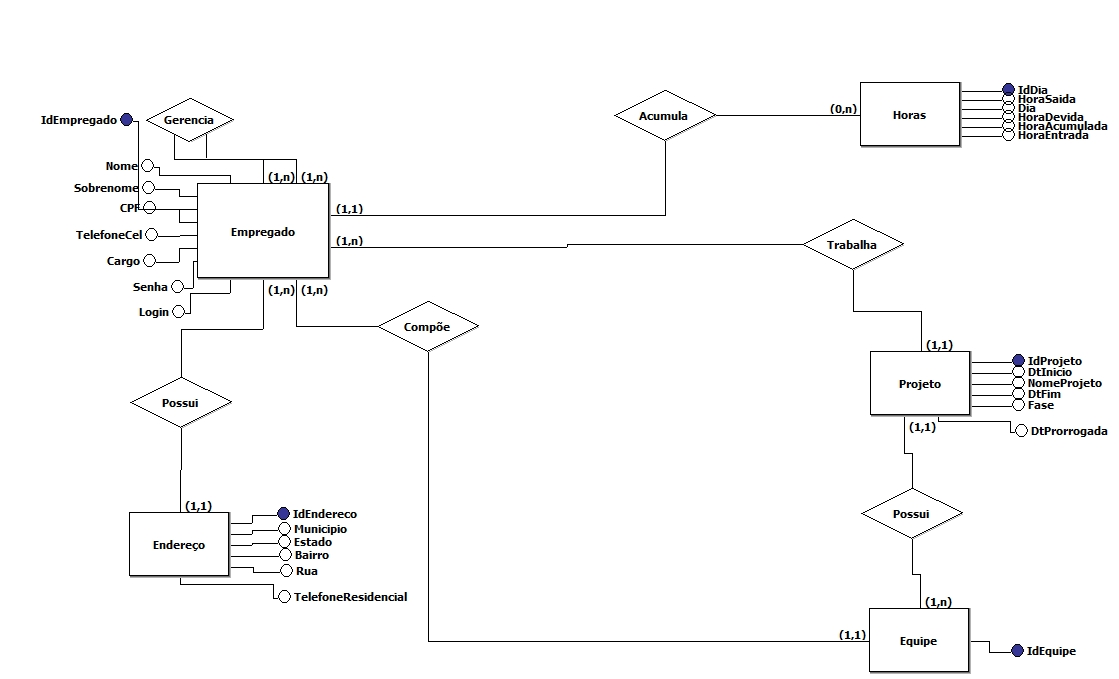 IdEmpregado
Gerencia
Nome
Sobrenome
CPF
TelefoneCel
Cargo
Senha
Login
(1,n) (1,n)
Empregado
(1,1)
(1,n)
(1,n) (1,n)
Acumula
(0,n)
Horas
IdDia
HoraSaida
Dia
HoraDevida
HoraAcumulada
HoraEntrada
Trabalha
(1,1)
Projeto
IdProjeto
DtInicio
NomeProjeto
DtFim
Fase
DtProrrogada
(1,1)
Compõe
Possui
(1,1)
Endereço
IdEndereco
Municipio
Estado
Bairro
Rua
TelefoneResidencial
Possui
(1,n)
(1,1)
Equipe
IdEquipe